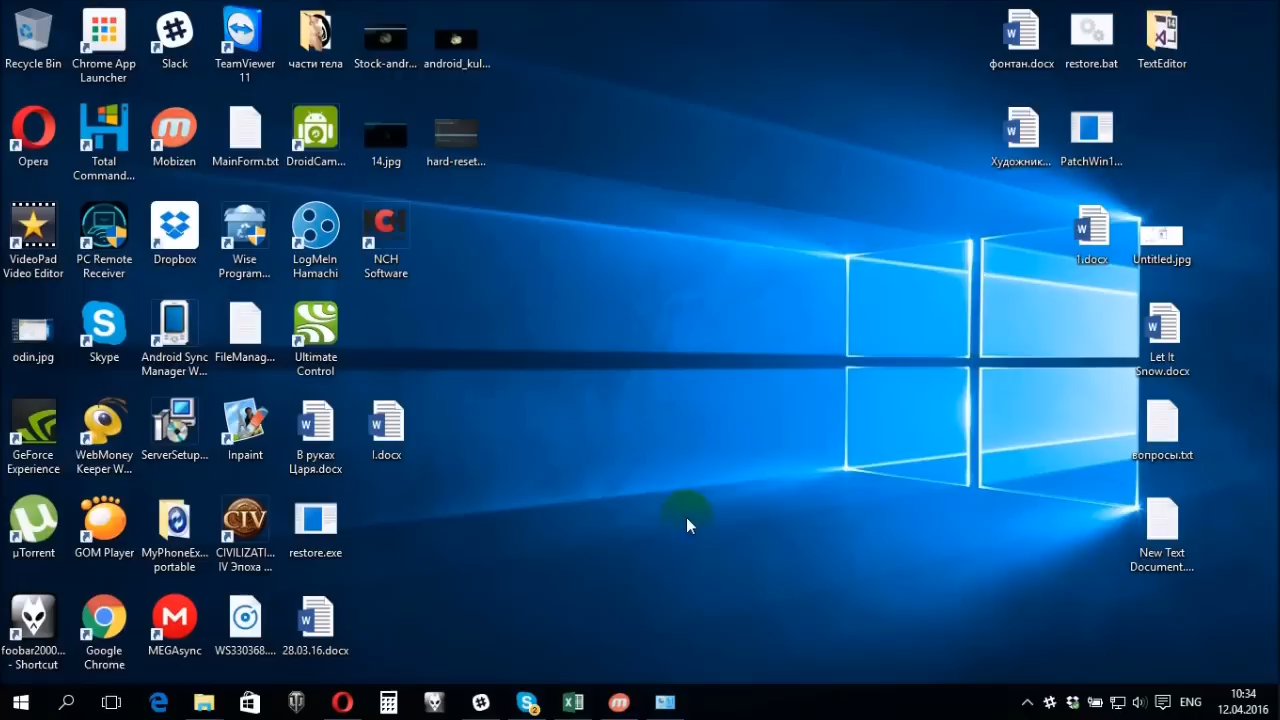 Recycle Bin
Chrome App
Launcher
Slack
TeamViewer
11
части тела
Stock-andr...
android_kul...
фонтан.docx
restore.bat
TextEditor
Opera
Total
Command...
Mobizen
MainForm.txt
DroidCam...
14.jpg
hard-reset...
Художник...
PatchWin1...
VideoPad
Video Editor
PC Remote
Receiver
Dropbox
Wise
Program...
LogMeIn
Hamachi
NCH
Software
1.docx
Untitled.jpg
odin.jpg
Skype
Android Sync
Manager W...
FileManag...
Ultimate
Control
Let It
Snow.docx
GeForce
Experience
WebMoney
Keeper W...
ServerSetup...
Inpaint
В руках
Царя.docx
I.docx
вопросы.txt
µTorrent
GOM Player
MyPhoneEx...
portable
CIV
CIVILIZATI...
IV Эпоха ...
restore.exe
New Text
Document....
foobar2000...
- Shortcut
Google
Chrome
MEGAsync
WS330368....
28.03.16.docx
2
ENG
10:34
12.04.2016